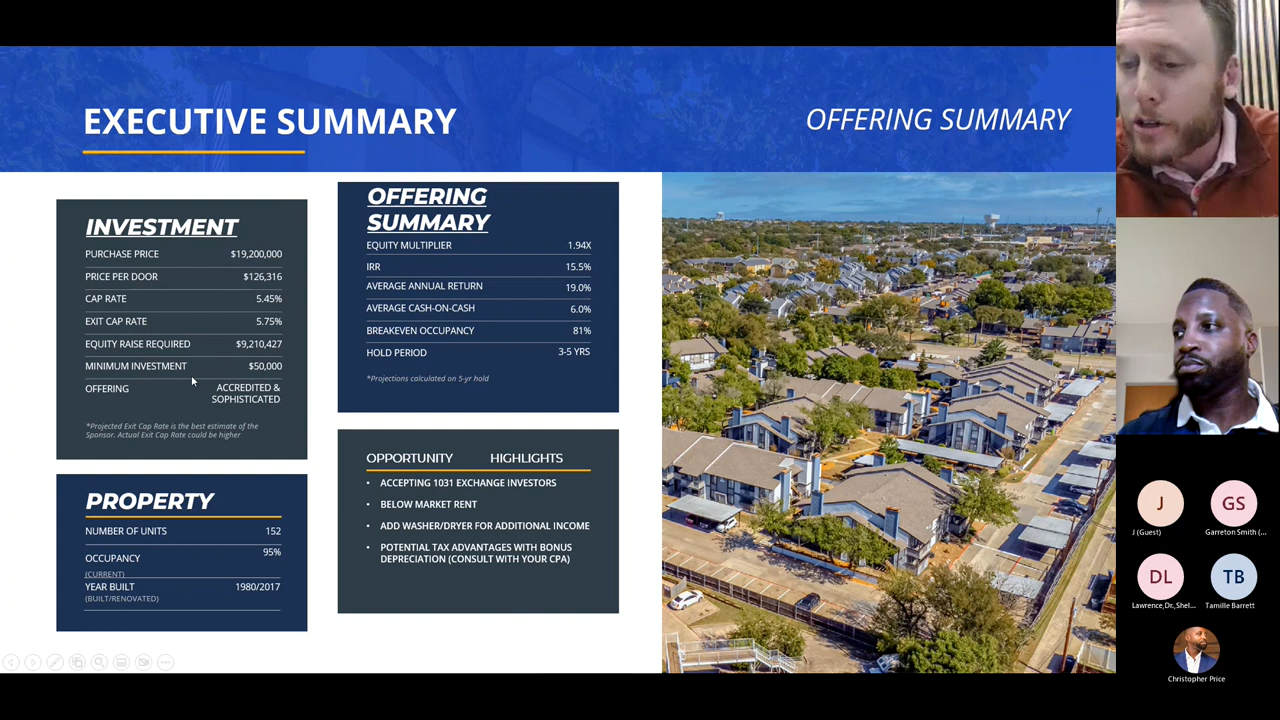 EXECUTIVE SUMMARY
OFFERING SUMMARY
INVESTMENT
PURCHASE PRICE $19,200,000
PRICE PER DOOR $126,316
CAP RATE 5.45%
EXIT CAP RATE 5.75%
EQUITY RAISE REQUIRED $9,210,427
MINIMUM INVESTMENT $50,000
OFFERING ACCREDITED &
SOPHISTICATED
*Projected Exit Cap Rate is the best estimate of the
Sponsor. Actual Exit Cap Rate could be higher
PROPERTY
NUMBER OF UNITS 152
OCCUPANCY 95%
(CURRENT)
YEAR BUILT 1980/2017
(BUILT/RENOVATED)
OFFERING
SUMMARY
EQUITY MULTIPLIER 1.94X
IRR 15.5%
AVERAGE ANNUAL RETURN 19.0%
AVERAGE CASH-ON-CASH 6.0%
BREAKEVEN OCCUPANCY 81%
HOLD PERIOD 3-5 YRS
*Projections calculated on 5-yr hold
OPPORTUNITY HIGHLIGHTS
• ACCEPTING 1031 EXCHANGE INVESTORS
• BELOW MARKET RENT
• ADD WASHER/DRYER FOR ADDITIONAL INCOME
• POTENTIAL TAX ADVANTAGES WITH BONUS
DEPRECIATION (CONSULT WITH YOUR CPA)
J GS
J (Guest) Garreton Smith (...
DL TB
Lawrence,Dr., Shel... Tamille Barrett
Christopher Price